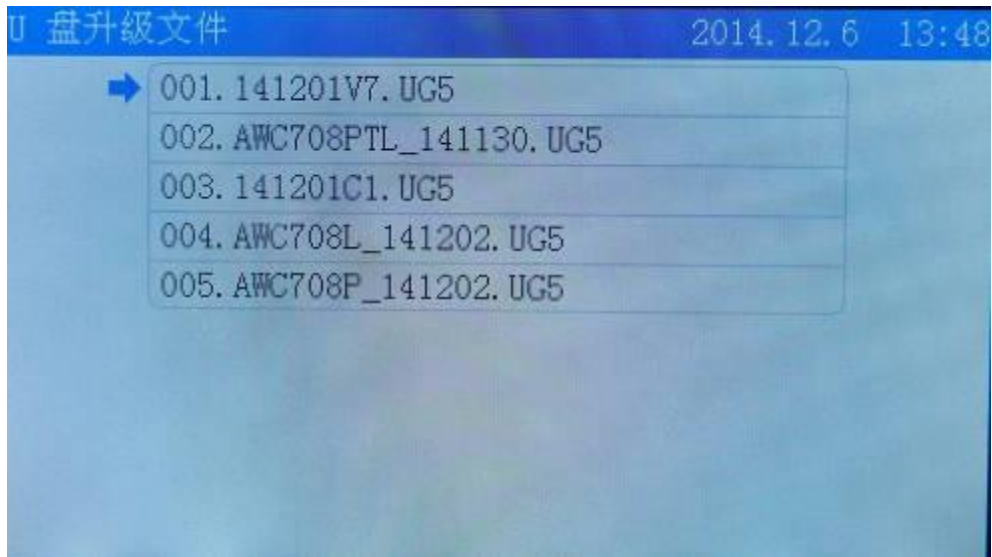 U 盘升级文件 2014.12.6 13:48
001.141201V7.UG5
002.AWC708PTL_141130.UG5
003.141201C1.UG5
004.AWC708L_141202.UG5
005.AWC708P_141202.UG5